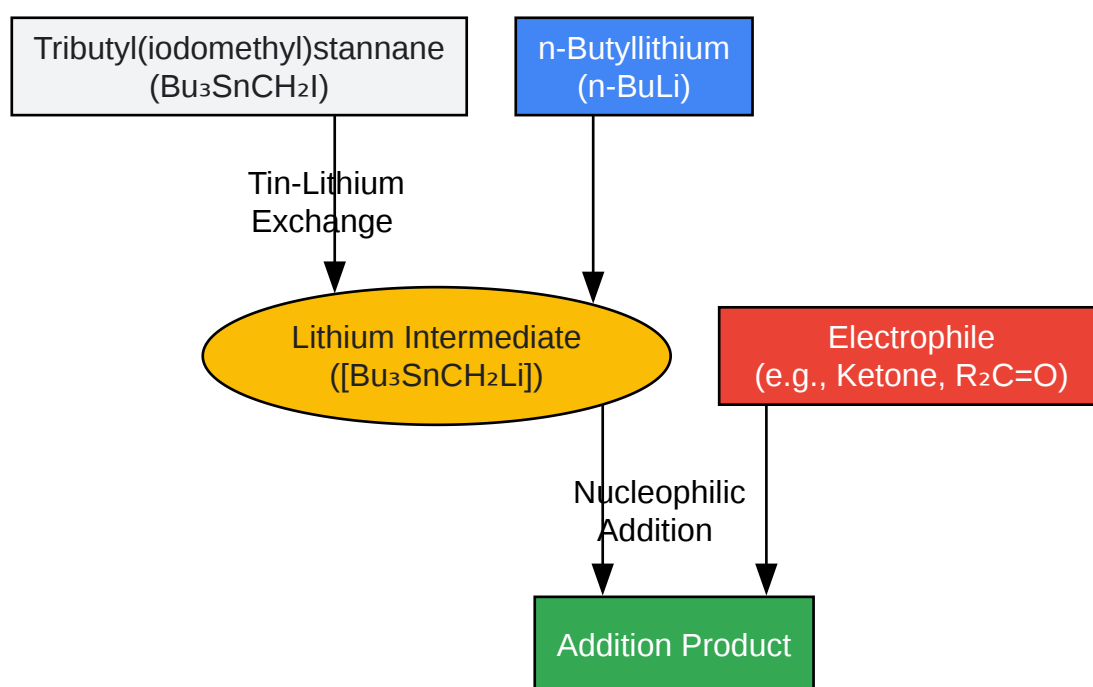 Tributyl(iodomethyl)stannane
(Bu₃SnCH₂I)
n-Butyllithium
(n-BuLi)
Tin-Lithium
Exchange
Lithium Intermediate
([Bu₃SnCH₂Li])
Electrophile
(e.g., Ketone, R₂C=O)
Nucleophilic
Addition
Addition Product